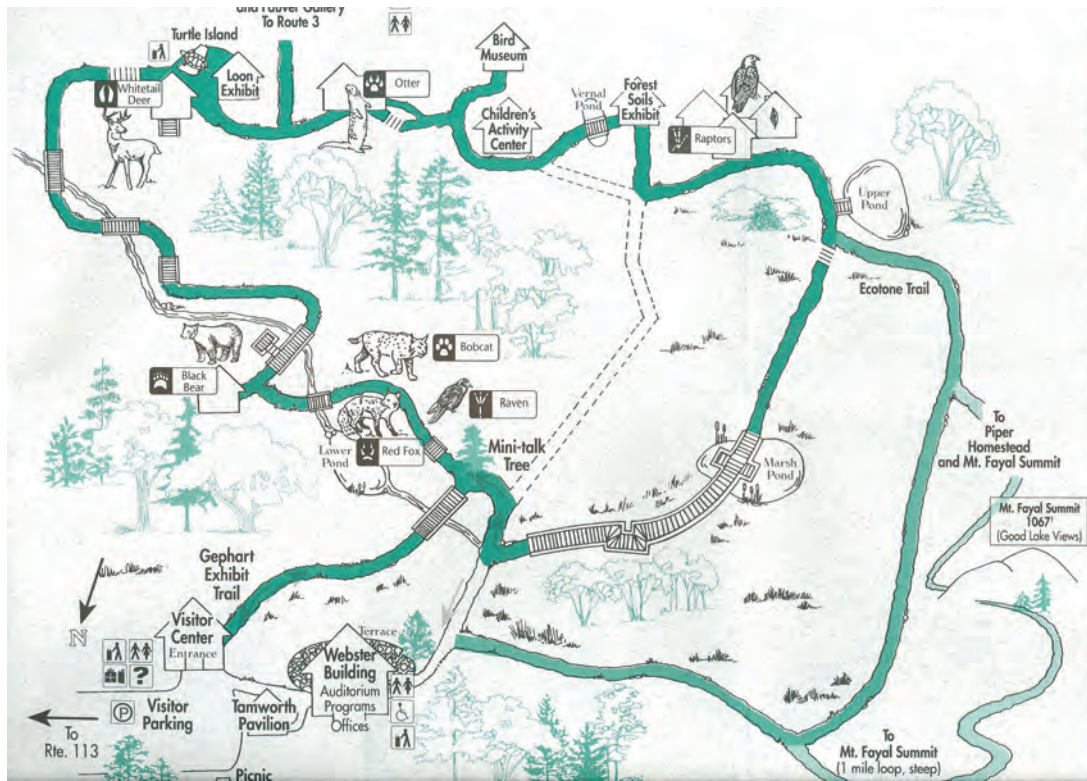 and Fauver Gallery
To Route 3
Turtle Island
Loon
Exhibit
Whitetail
Deer
Otter
Bird
Museum
Children's
Activity
Center
Vernal
Pond
Forest
Soils
Exhibit
Raptors
Upper
Pond
Ecotone Trail
Black
Bear
Bobcat
Raven
Red Fox
Lower
Pond
Mini-talk
Tree
Marsh
Pond
To
Piper
Homestead
and Mt. Fayal Summit
Mt. Fayal Summit
1067'
(Good Lake Views)
Gephart
Exhibit
Trail
N
Visitor
Center
Entrance
?
Terrace
Webster
Building
Auditorium
Programs
Offices
P
Visitor
Parking
Tamworth
Pavilion
To
Rte. 113
To
Mt. Fayal Summit
(1 mile loop, steep)
Picnic